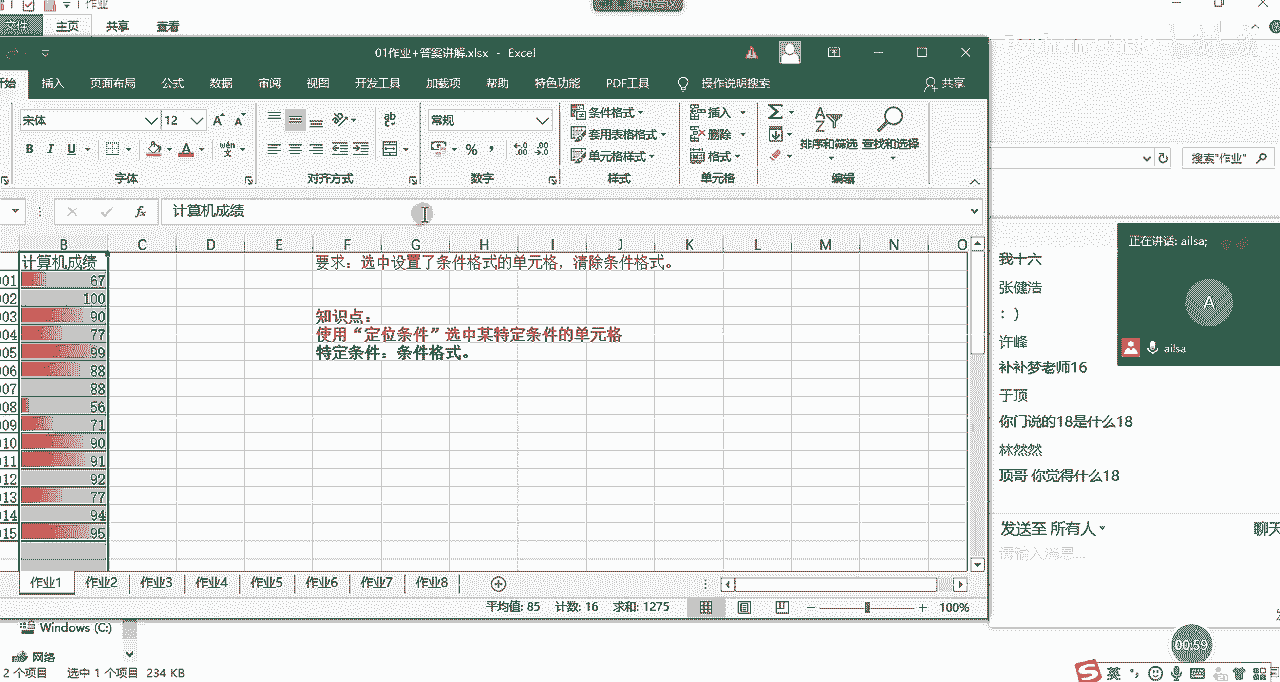 作业
文件 主页 共享 查看
01作业+答案讲解.xlsx - Excel
开始 插入 页面布局 公式 数据 审阅 视图 开发工具 加载项 帮助 特色功能 PDF工具 操作说明搜索 共享
宋体 12 常规 条件格式 插入
B I U 套用表格格式 删除 排序和筛选 查找和选择
单元格样式 格式
字体 对齐方式 数字 样式 单元格 编辑
搜索"作业"
fx 计算机成绩
B C D E F G H I J K L M N O
计算机成绩 要求：选中设置了条件格式的单元格，清除条件格式。
001 67
002 100
003 90 知识点：
004 77 使用“定位条件”选中某特定条件的单元格
005 99 特定条件：条件格式。
006 88
007 88
008 56
009 71
010 90
011 91
012 92
013 77
014 94
015 95
作业1 作业2 作业3 作业4 作业5 作业6 作业7 作业8
平均值: 85 计数: 16 求和: 1275 100%
正在讲话: ailsa;
A
ailsa
我十六
张健浩
：）
许峰
补补梦老师16
于顶
你门说的18是什么18
林然然
顶哥 你觉得什么18
发送至 所有人 聊天
请输入消息...
Windows (C:)
网络
2 个项目 选中 1 个项目 234 KB
00:59
英